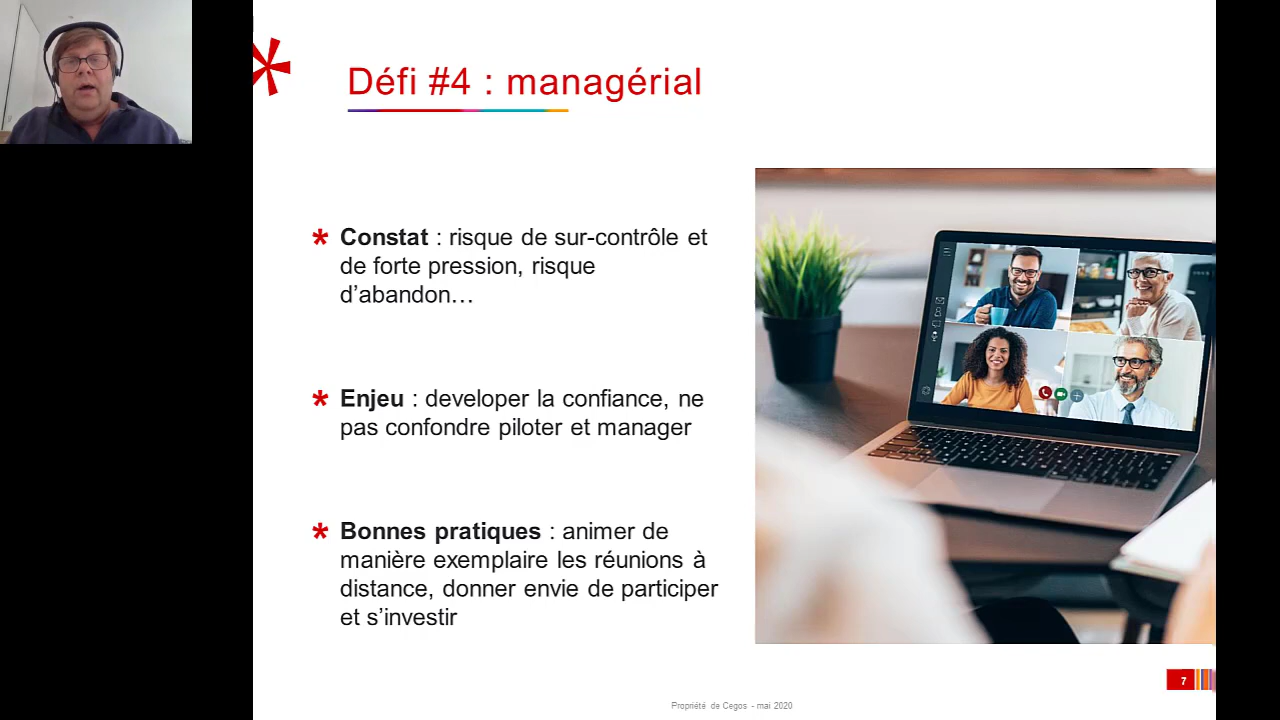 Défi #4 : managérial
Constat : risque de sur-contrôle et
de forte pression, risque
d’abandon…
Enjeu : developer la confiance, ne
pas confondre piloter et manager
Bonnes pratiques : animer de
manière exemplaire les réunions à
distance, donner envie de participer
et s’investir
7
Propriété de Cegos - mai 2020